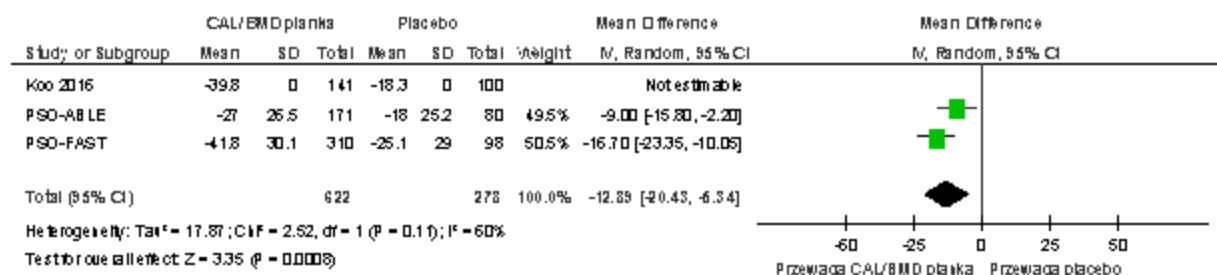 CAL/BMD pianka Placebo Mean Difference Mean Difference
Study or Subgroup Mean SD Total Mean SD Total Weight IV, Random, 95% CI IV, Random, 95% CI
Koo 2016 -39.8 0 141 -18.3 0 100 Not estimable
PSO-ABLE -27 26.5 171 -18 25.2 80 49.5% -9.00 [-15.80, -2.20]
PSO-FAST -41.8 30.1 310 -25.1 29 98 50.5% -16.70 [-23.35, -10.05]
Total (95% CI) 622 278 100.0% -12.89 [-20.43, -5.34]
Heterogeneity: Tau² = 17.87; Chi² = 2.52, df = 1 (P = 0.11); I² = 60%
Test for overall effect: Z = 3.35 (P = 0.0008)
-50 -25 0 25 50
Przewaga CAL/BMD pianka Przewaga placebo